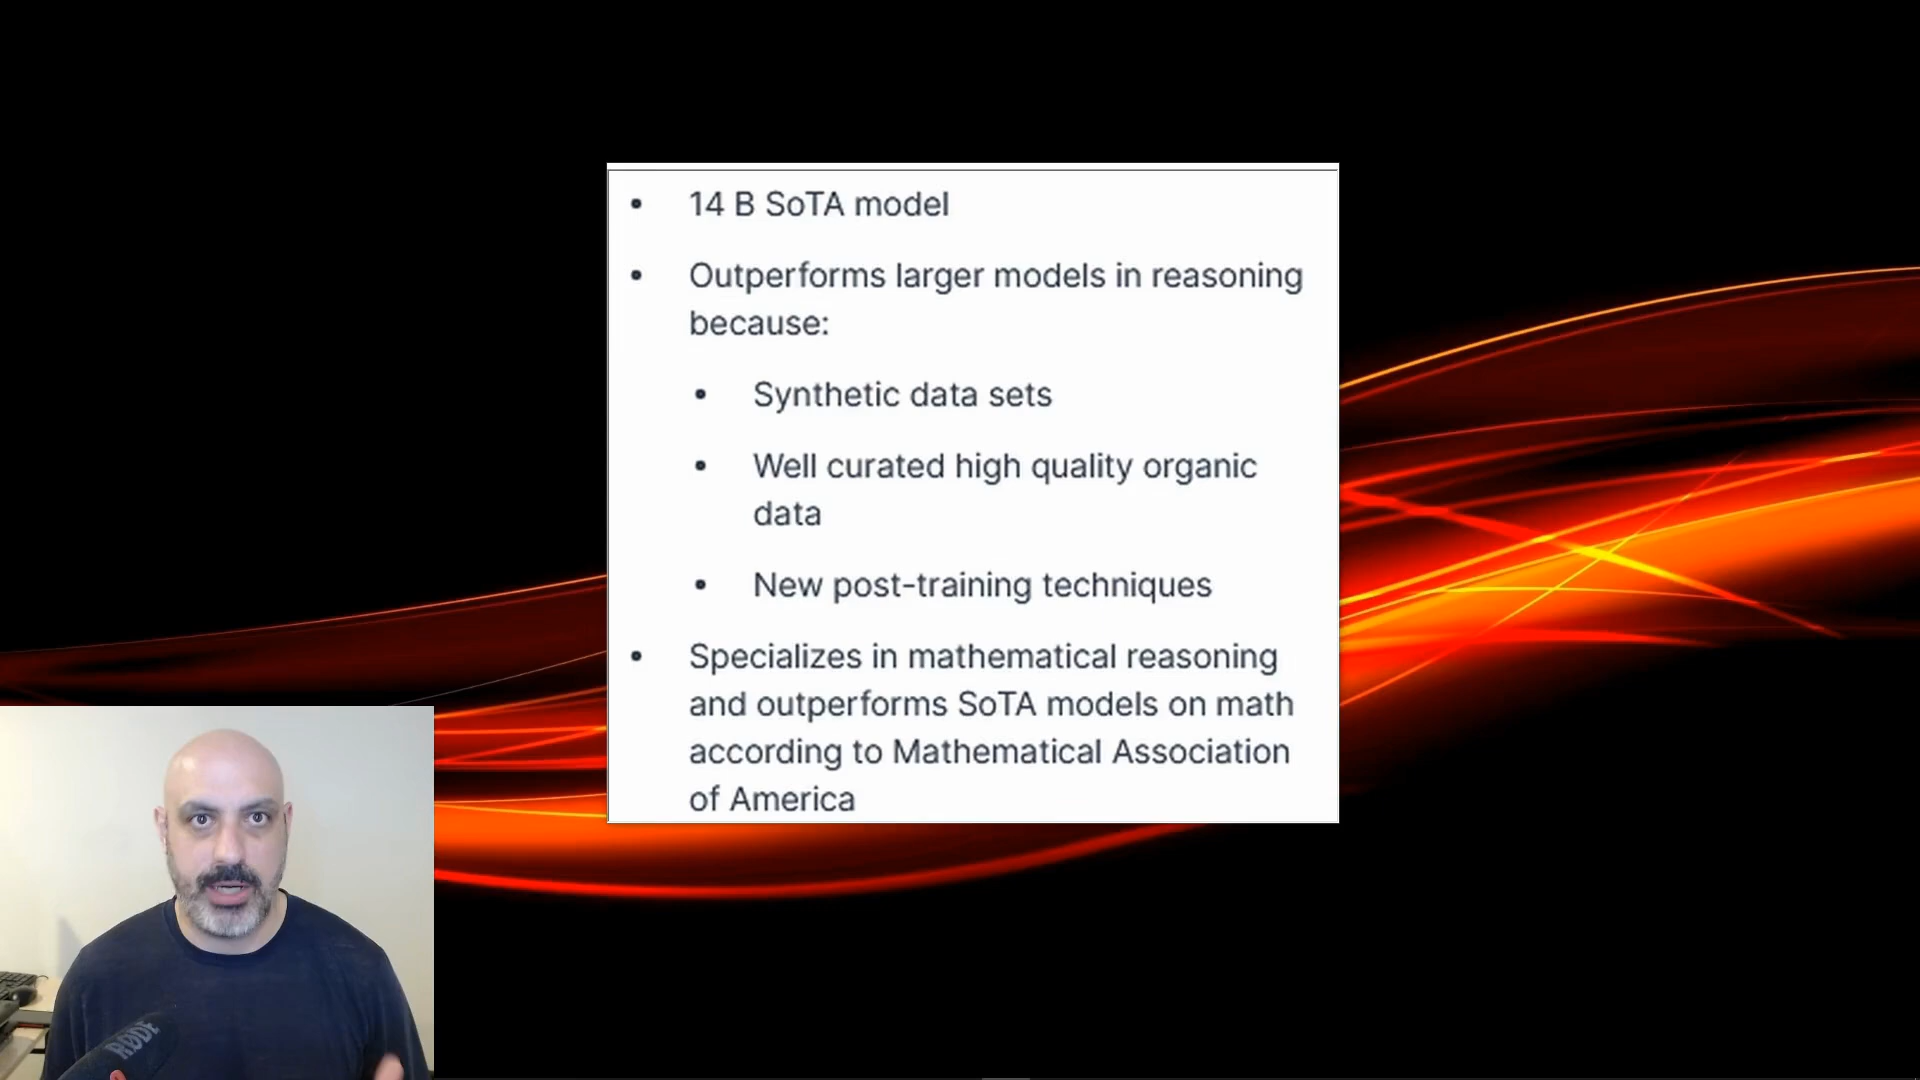 14 B SoTA model
Outperforms larger models in reasoning
because:
Synthetic data sets
Well curated high quality organic
data
New post-training techniques
Specializes in mathematical reasoning
and outperforms SoTA models on math
according to Mathematical Association
of America
RØDE